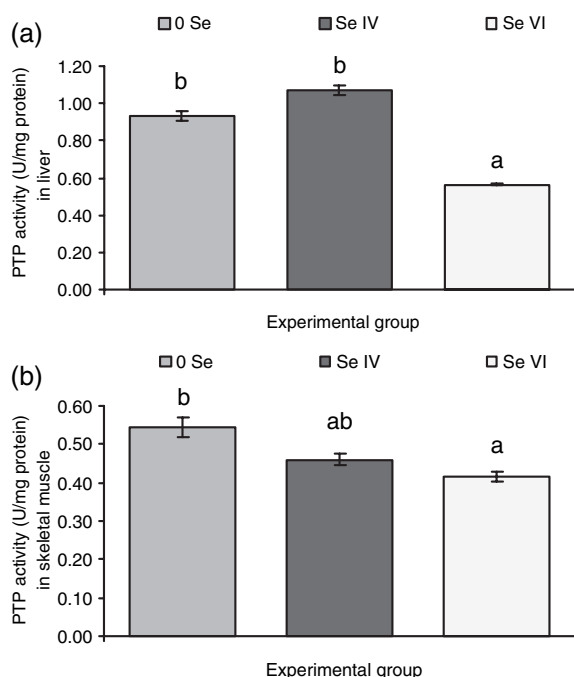 (a)
0 Se Se IV Se VI
PTP activity (U/mg protein)
in liver
1.20
1.00
0.80
0.60
0.40
0.20
0.00
b
b
a
Experimental group
(b)
0 Se Se IV Se VI
PTP activity (U/mg protein)
in skeletal muscle
0.60
0.50
0.40
0.30
0.20
0.10
0.00
b
ab
a
Experimental group